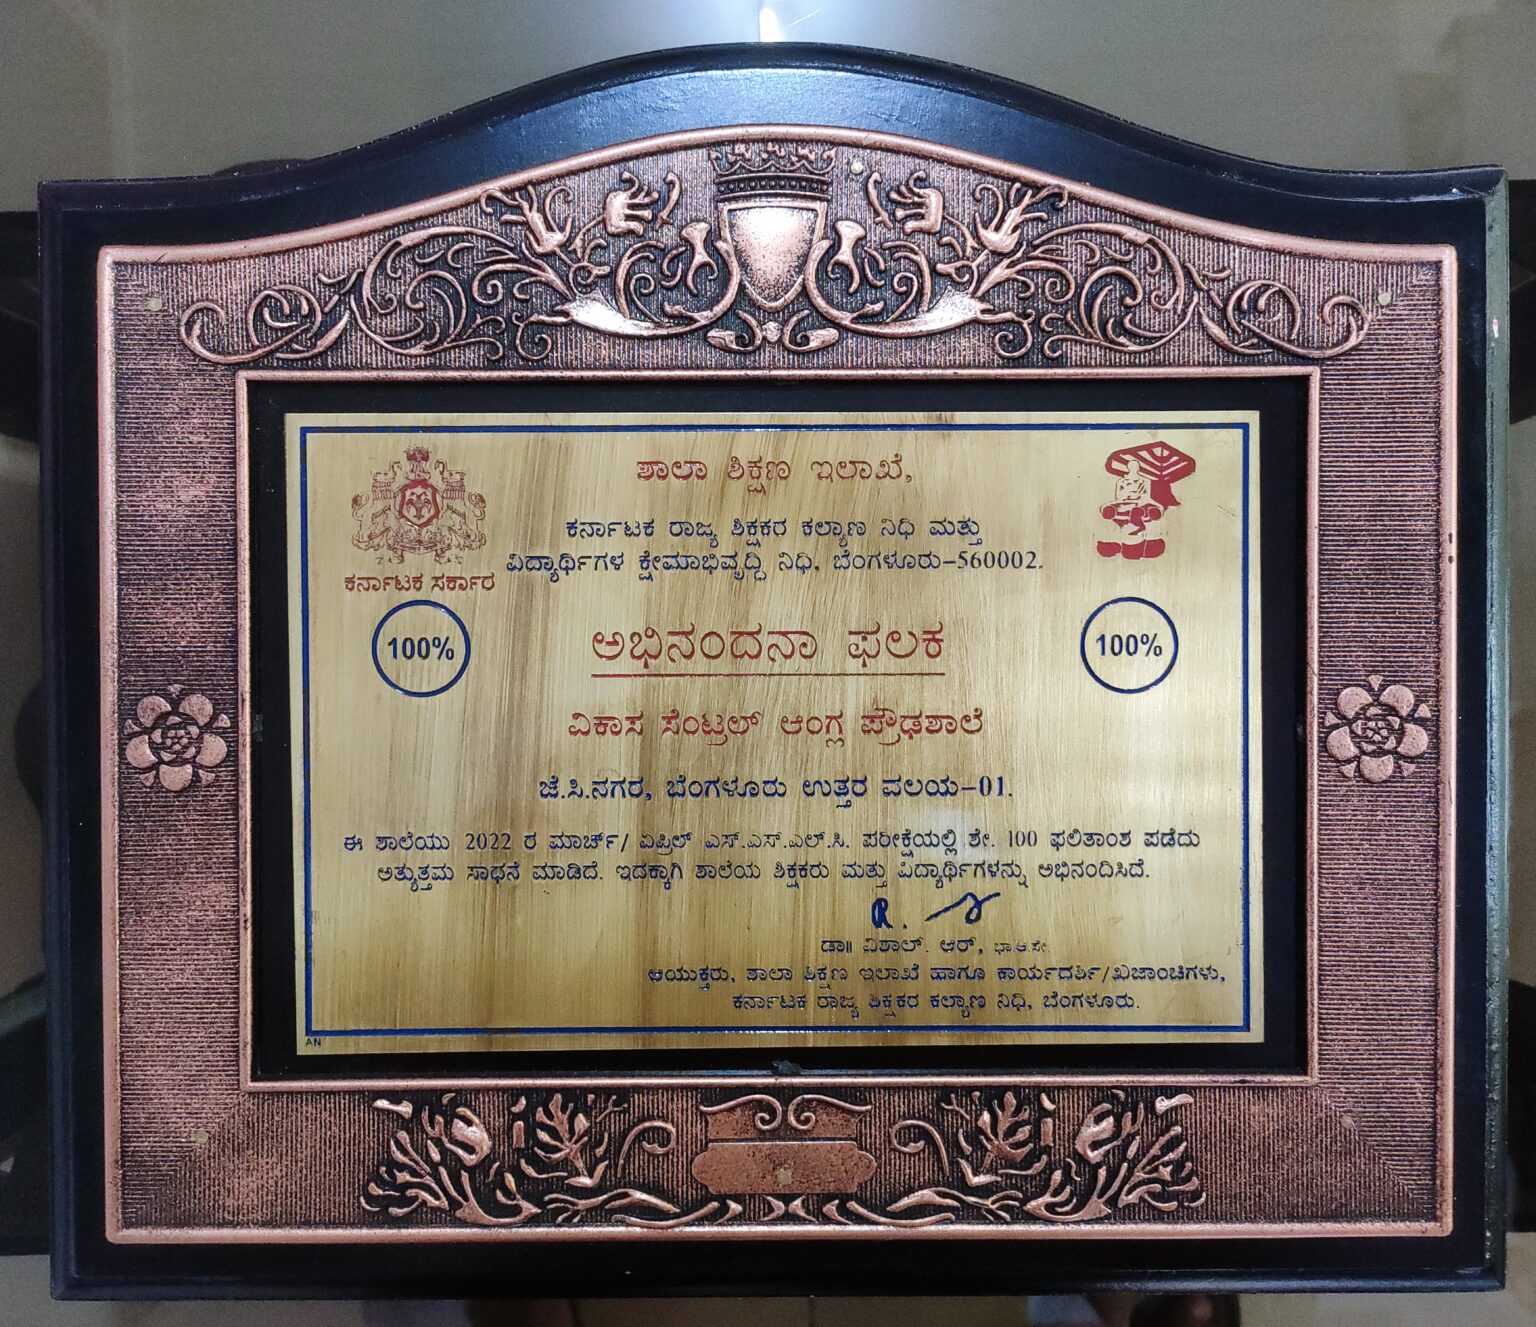 ಶಾಲಾ ಶಿಕ್ಷಣ ಇಲಾಖೆ,
ಕರ್ನಾಟಕ ರಾಜ್ಯ ಶಿಕ್ಷಕರ ಕಲ್ಯಾಣ ನಿಧಿ ಮತ್ತು
ವಿದ್ಯಾರ್ಥಿಗಳ ಕ್ಷೇಮಾಭಿವೃದ್ಧಿ ನಿಧಿ, ಬೆಂಗಳೂರು-560002.
ಕರ್ನಾಟಕ ಸರ್ಕಾರ
100%
ಅಭಿನಂದನಾ ಫಲಕ
100%
ವಿಕಾಸ ಸೆಂಟ್ರಲ್ ಆಂಗ್ಲ ಪ್ರೌಢಶಾಲೆ
ಜೆ.ಸಿ.ನಗರ, ಬೆಂಗಳೂರು ಉತ್ತರ ವಲಯ-01.
ಈ ಶಾಲೆಯು 2022 ರ ಮಾರ್ಚ್/ ಏಪ್ರಿಲ್ ಎಸ್.ಎಸ್.ಎಲ್.ಸಿ. ಪರೀಕ್ಷೆಯಲ್ಲಿ ಶೇ. 100 ಫಲಿತಾಂಶ ಪಡೆದು
ಅತ್ಯುತ್ತಮ ಸಾಧನೆ ಮಾಡಿದೆ. ಇದಕ್ಕಾಗಿ ಶಾಲೆಯ ಶಿಕ್ಷಕರು ಮತ್ತು ವಿದ್ಯಾರ್ಥಿಗಳನ್ನು ಅಭಿನಂದಿಸಿದೆ.
ಡಾ॥ ವಿಶಾಲ್. ಆರ್, ಭಾ.ಆ.ಸೇ.
ಆಯುಕ್ತರು, ಶಾಲಾ ಶಿಕ್ಷಣ ಇಲಾಖೆ ಹಾಗೂ ಕಾರ್ಯದರ್ಶಿ/ಖಜಾಂಚಿಗಳು,
ಕರ್ನಾಟಕ ರಾಜ್ಯ ಶಿಕ್ಷಕರ ಕಲ್ಯಾಣ ನಿಧಿ, ಬೆಂಗಳೂರು.
AN